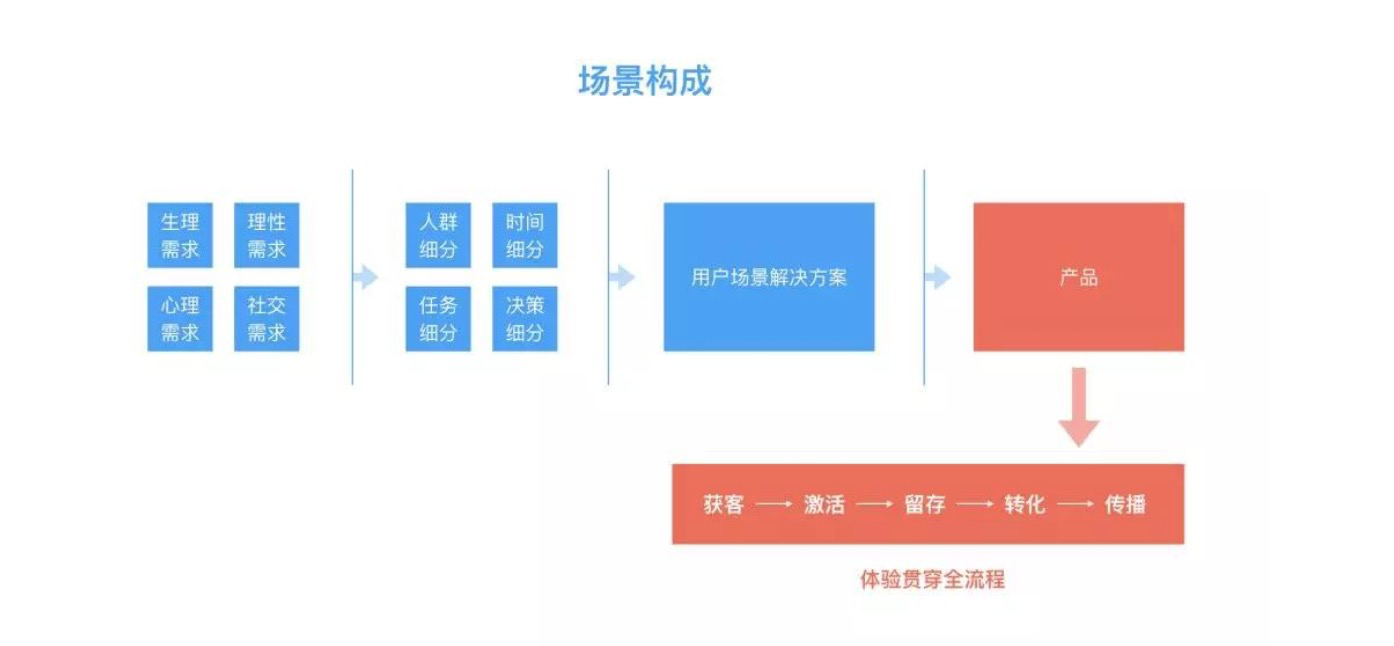 场景构成
生理
需求
理性
需求
心理
需求
社交
需求
人群
细分
时间
细分
任务
细分
决策
细分
用户场景解决方案
产品
获客 → 激活 → 留存 → 转化 → 传播
体验贯穿全流程